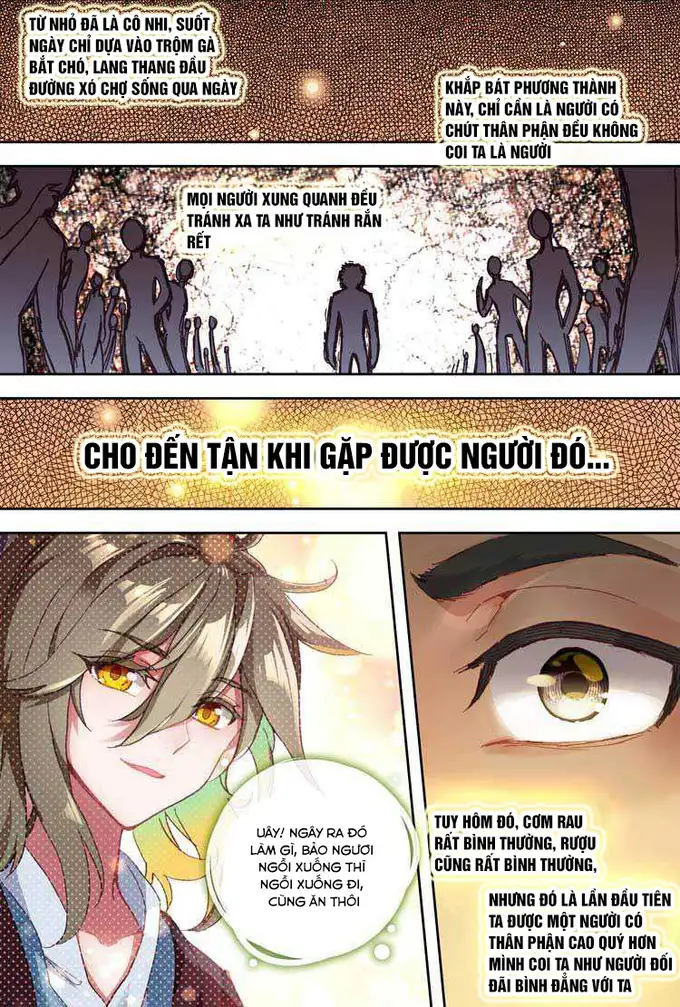 TỪ NHỎ ĐÃ LÀ CÔ NHI, SUỐT
NGÀY CHỈ DỰA VÀO TRỘM GÀ
BẮT CHÓ, LANG THANG ĐẦU
ĐƯỜNG XÓ CHỢ SỐNG QUA NGÀY
KHẮP BÁT PHƯƠNG THÀNH
NÀY, CHỈ CẦN LÀ NGƯỜI CÓ
CHÚT THÂN PHẬN ĐỀU KHÔNG
COI TA LÀ NGƯỜI
MỌI NGƯỜI XUNG QUANH ĐỀU
TRÁNH XA TA NHƯ TRÁNH RẮN
RẾT
CHO ĐẾN TẬN KHI GẶP ĐƯỢC NGƯỜI ĐÓ...
UÂY! NGÂY RA ĐÓ
LÀM GÌ, BẢO NGƯƠI
NGỒI XUỐNG THÌ
NGỒI XUỐNG ĐI,
CÙNG ĂN THÔI
TUY HÔM ĐÓ, CƠM RAU
RẤT BÌNH THƯỜNG, RƯỢU
CŨNG RẤT BÌNH THƯỜNG,
NHƯNG ĐÓ LÀ LẦN ĐẦU TIÊN
TA ĐƯỢC MỘT NGƯỜI CÓ
THÂN PHẬN CAO QUÝ HƠN
MÌNH COI TA NHƯ NGƯỜI ĐỐI
ĐÃI BÌNH ĐẲNG VỚI TA